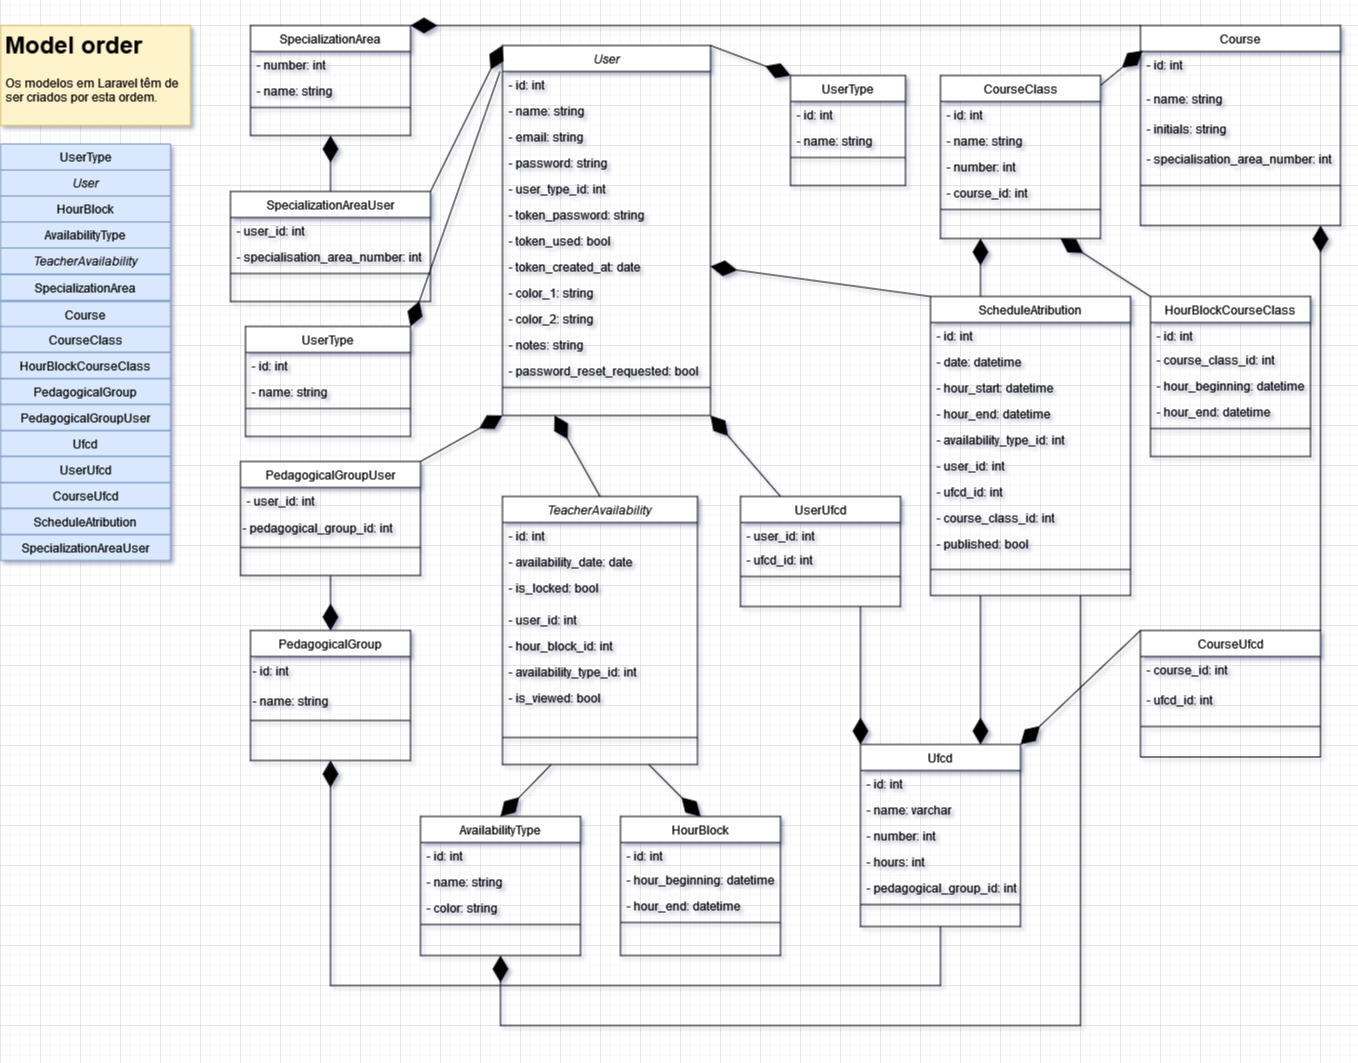 Model order
Os modelos em Laravel têm de
ser criados por esta ordem.
UserType
User
HourBlock
AvailabilityType
TeacherAvailability
SpecializationArea
Course
CourseClass
HourBlockCourseClass
PedagogicalGroup
PedagogicalGroupUser
Ufcd
UserUfcd
CourseUfcd
ScheduleAtribution
SpecializationAreaUser
SpecializationArea
- number: int
- name: string
SpecializationAreaUser
- user_id: int
- specialisation_area_number: int
UserType
- id: int
- name: string
PedagogicalGroupUser
- user_id: int
- pedagogical_group_id: int
PedagogicalGroup
- id: int
- name: string
User
- id: int
- name: string
- email: string
- password: string
- user_type_id: int
- token_password: string
- token_used: bool
- token_created_at: date
- color_1: string
- color_2: string
- notes: string
- password_reset_requested: bool
TeacherAvailability
- id: int
- availability_date: date
- is_locked: bool
- user_id: int
- hour_block_id: int
- availability_type_id: int
- is_viewed: bool
AvailabilityType
- id: int
- name: string
- color: string
HourBlock
- id: int
- hour_beginning: datetime
- hour_end: datetime
UserType
- id: int
- name: string
UserUfcd
- user_id: int
- ufcd_id: int
CourseClass
- id: int
- name: string
- number: int
- course_id: int
Course
- id: int
- name: string
- initials: string
- specialisation_area_number: int
ScheduleAtribution
- id: int
- date: datetime
- hour_start: datetime
- hour_end: datetime
- availability_type_id: int
- user_id: int
- ufcd_id: int
- course_class_id: int
- published: bool
HourBlockCourseClass
- id: int
- course_class_id: int
- hour_beginning: datetime
- hour_end: datetime
CourseUfcd
- course_id: int
- ufcd_id: int
Ufcd
- id: int
- name: varchar
- number: int
- hours: int
- pedagogical_group_id: int